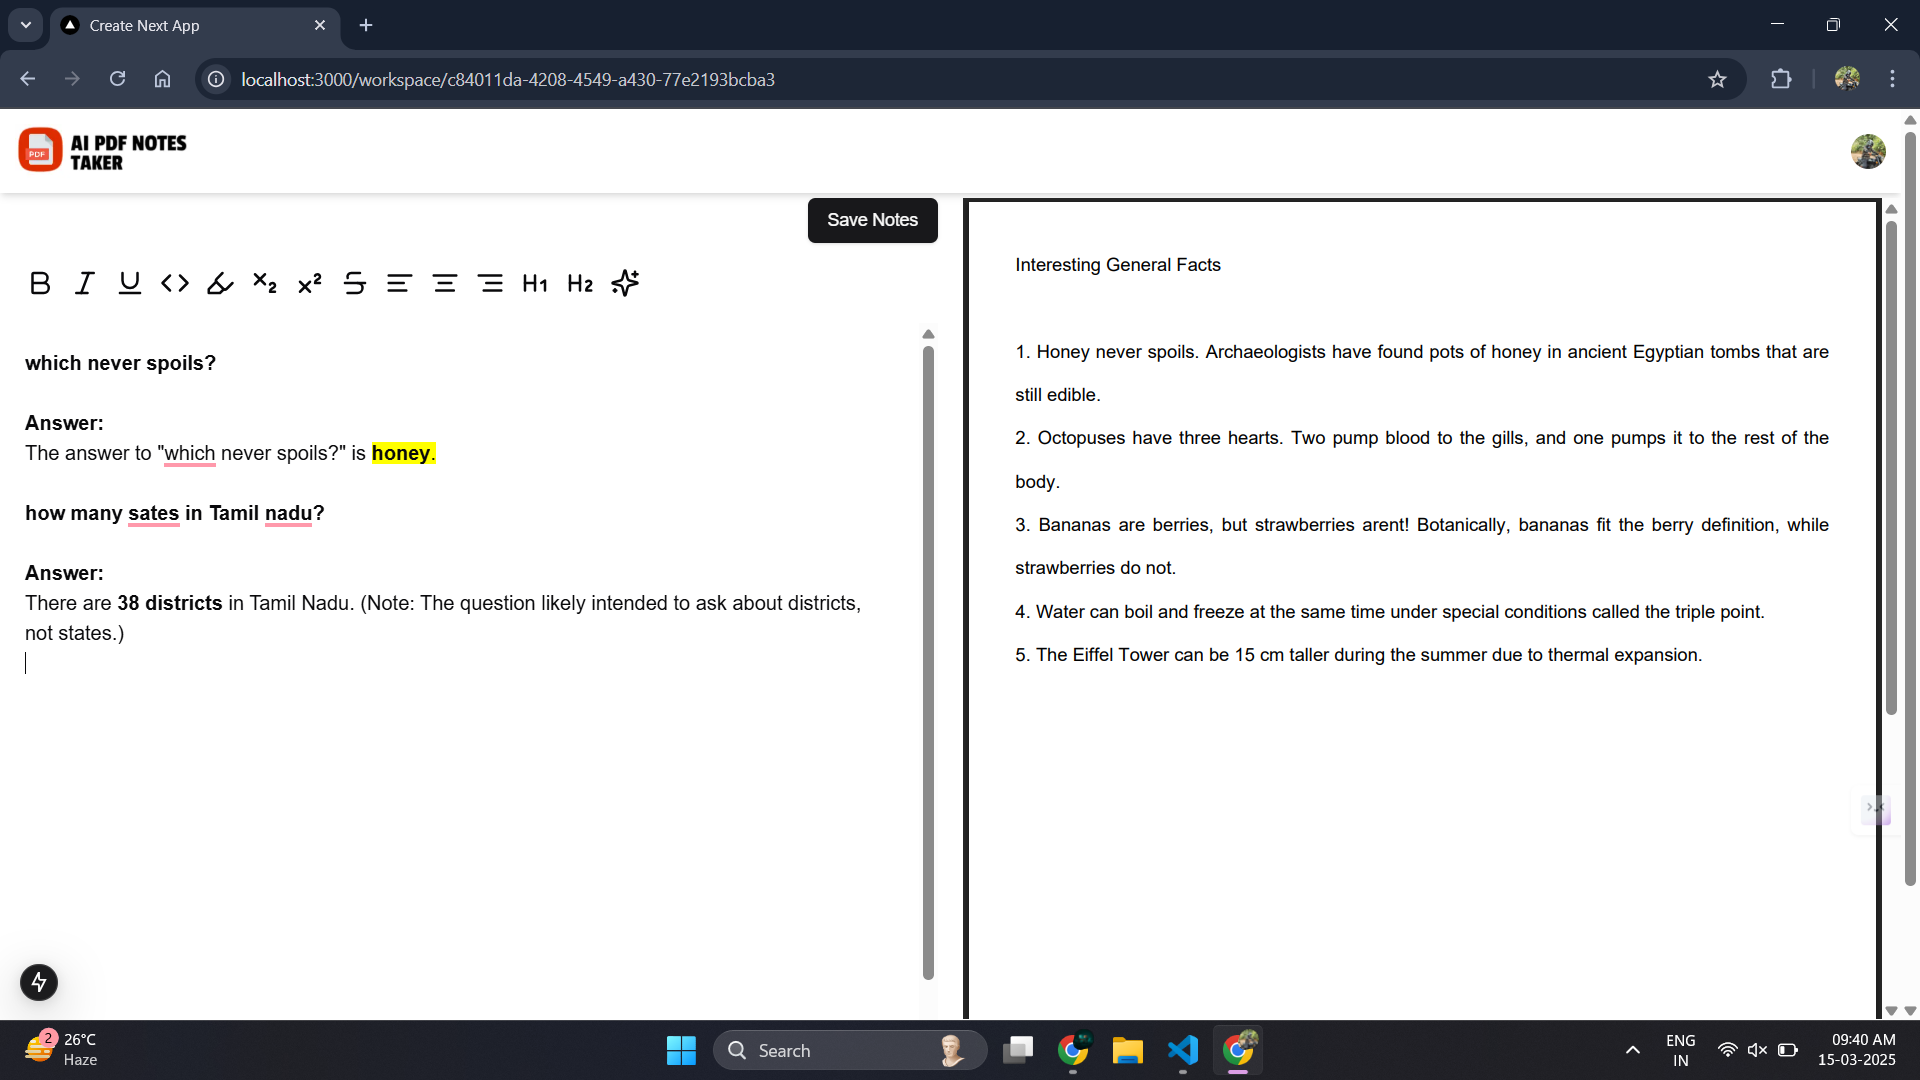 Create Next App
localhost:3000/workspace/c84011da-4208-4549-a430-77e2193bcba3
PDF
AI PDF NOTES
TAKER
Save Notes
H1 H2
which never spoils?
Answer:
The answer to "which never spoils?" is honey.
how many sates in Tamil nadu?
Answer:
There are 38 districts in Tamil Nadu. (Note: The question likely intended to ask about districts,
not states.)
Interesting General Facts
1. Honey never spoils. Archaeologists have found pots of honey in ancient Egyptian tombs that are
still edible.
2. Octopuses have three hearts. Two pump blood to the gills, and one pumps it to the rest of the
body.
3. Bananas are berries, but strawberries arent! Botanically, bananas fit the berry definition, while
strawberries do not.
4. Water can boil and freeze at the same time under special conditions called the triple point.
5. The Eiffel Tower can be 15 cm taller during the summer due to thermal expansion.
2
26°C
Haze
Search
ENG
IN
09:40 AM
15-03-2025